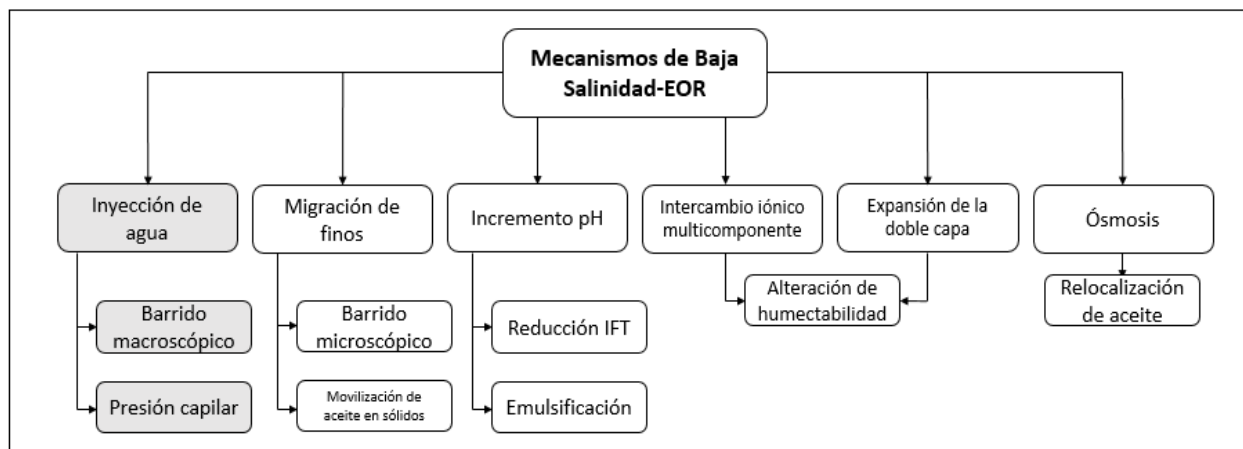 Mecanismos de Baja
Salinidad-EOR
Inyección de
agua
Migración de
finos
Incremento pH
Intercambio iónico
multicomponente
Expansión de la
doble capa
Ósmosis
Barrido
macroscópico
Barrido
microscópico
Reducción IFT
Alteración de
humectabilidad
Relocalización
de aceite
Presión capilar
Movilización de
aceite en sólidos
Emulsificación